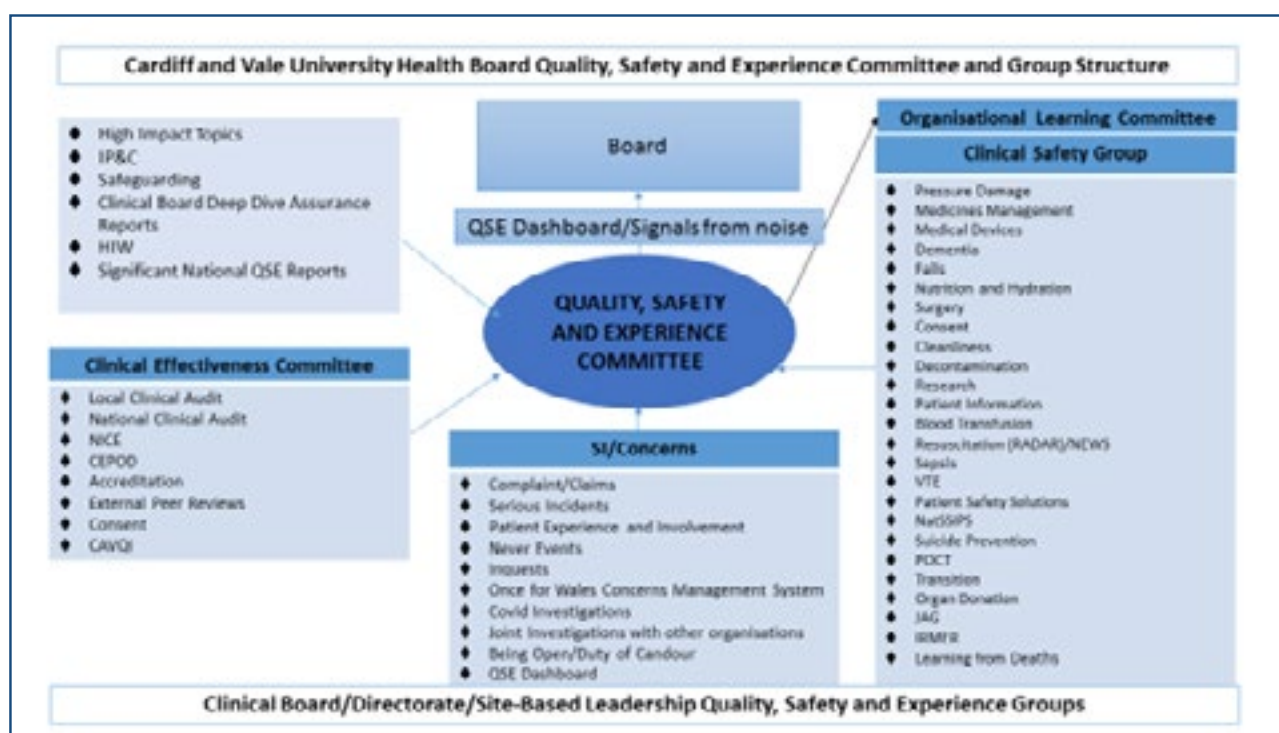 Cardiff and Vale University Health Board Quality, Safety and Experience Committee and Group Structure
High Impact Topics
IP&C
Safeguarding
Clinical Board Deep Dive Assurance
Reports
HIW
Significant National QSE Reports
Board
QSE Dashboard/Signals from noise
QUALITY, SAFETY
AND EXPERIENCE
COMMITTEE
Organisational Learning Committee
Clinical Safety Group
Pressure Damage
Medicines Management
Medical Devices
Dementia
Falls
Nutrition and Hydration
Surgery
Consent
Cleanliness
Decontamination
Research
Patient Information
Blood Transfusion
Resuscitation (RADAR)/NEWS
Sepsis
VTE
Patient Safety Solutions
NatSSIPS
Suicide Prevention
POCT
Transition
Organ Donation
JAG
IRMER
Learning from Deaths
Clinical Effectiveness Committee
Local Clinical Audit
National Clinical Audit
NICE
CEPOD
Accreditation
External Peer Reviews
Consent
CAVQI
SI/Concerns
Complaint/Claims
Serious Incidents
Patient Experience and Involvement
Never Events
Inquests
Once for Wales Concerns Management System
Covid Investigations
Joint Investigations with other organisations
Being Open/Duty of Candour
QSE Dashboard
Clinical Board/Directorate/Site-Based Leadership Quality, Safety and Experience Groups